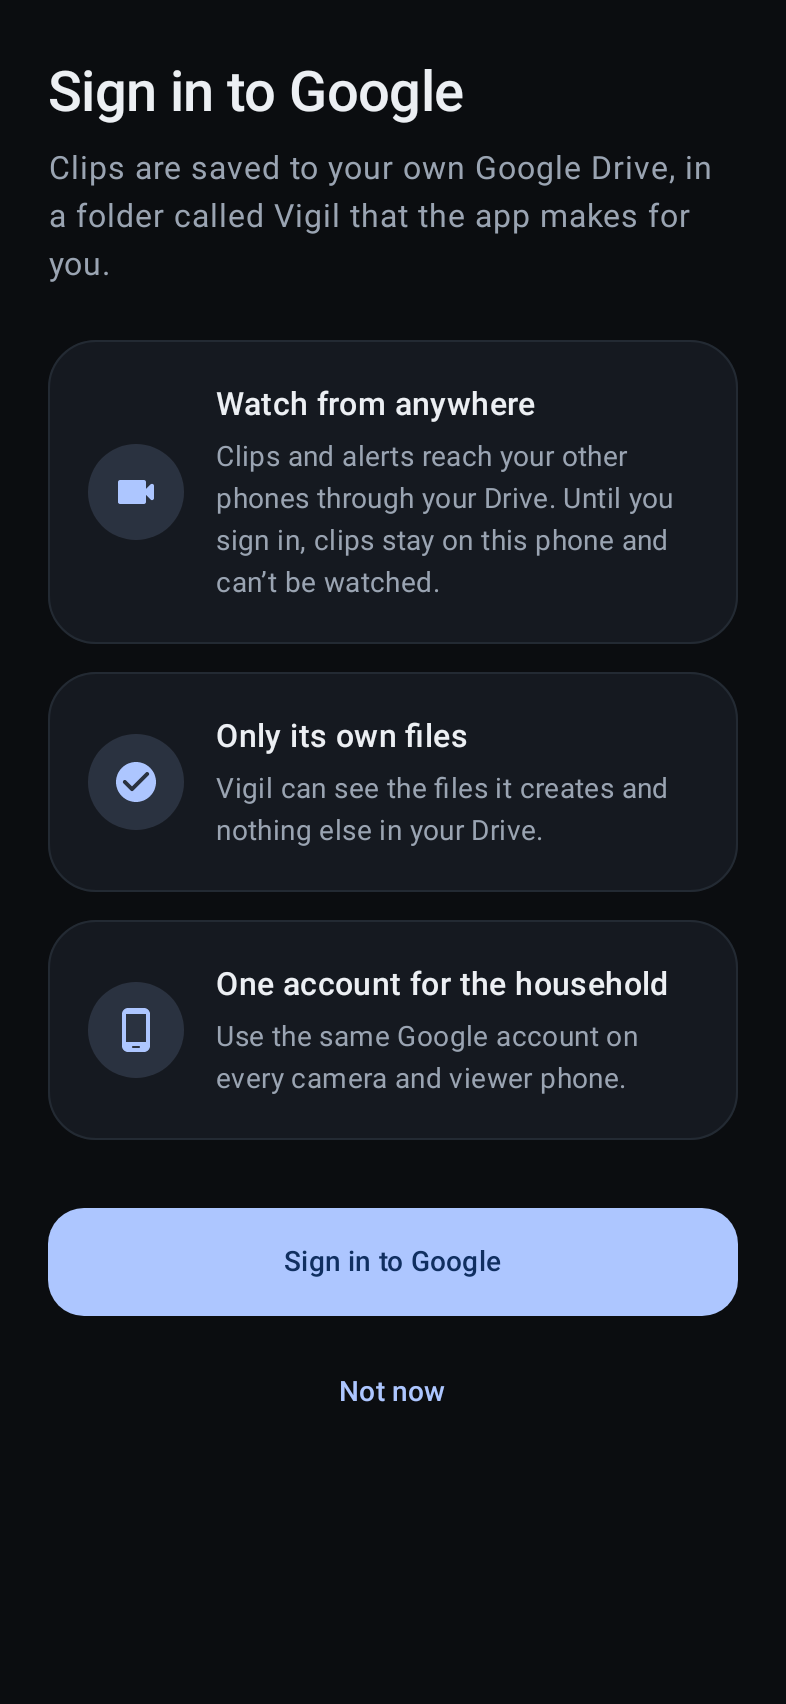 Sign in to Google
Clips are saved to your own Google Drive, in
a folder called Vigil that the app makes for
you.
Watch from anywhere
Clips and alerts reach your other
phones through your Drive. Until you
sign in, clips stay on this phone and
can’t be watched.
Only its own files
Vigil can see the files it creates and
nothing else in your Drive.
One account for the household
Use the same Google account on
every camera and viewer phone.
Sign in to Google
Not now